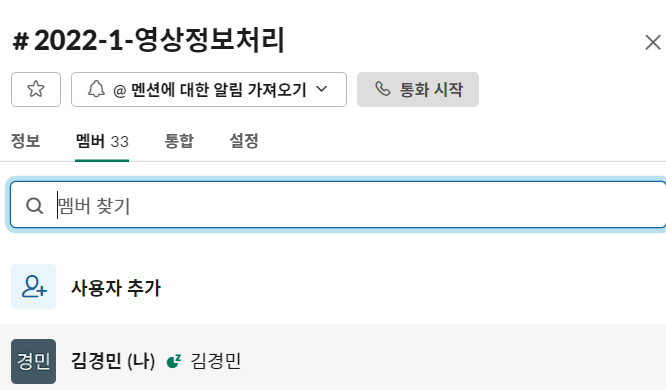 # 2022-1-영상정보처리
@ 멘션에 대한 알림 가져오기 통화 시작
정보 멤버 33 통합 설정
멤버 찾기
사용자 추가
경민 김경민 (나) z 김경민